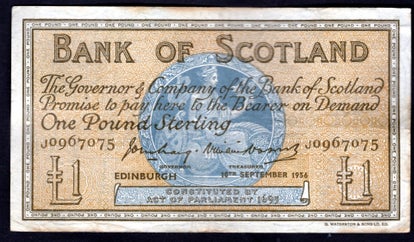 BANK OF SCOTLAND
The Governor & Company of the Bank of Scotland
Promise to pay here to the Bearer on Demand
One Pound Sterling
J0967075 J0967075
GOVERNOR TREASURER
EDINBURGH 10TH SEPTEMBER 1956
£1 £1
CONSTITUTED BY
ACT OF PARLIAMENT 1695
G. WATERSTON & SONS LTD. ED.